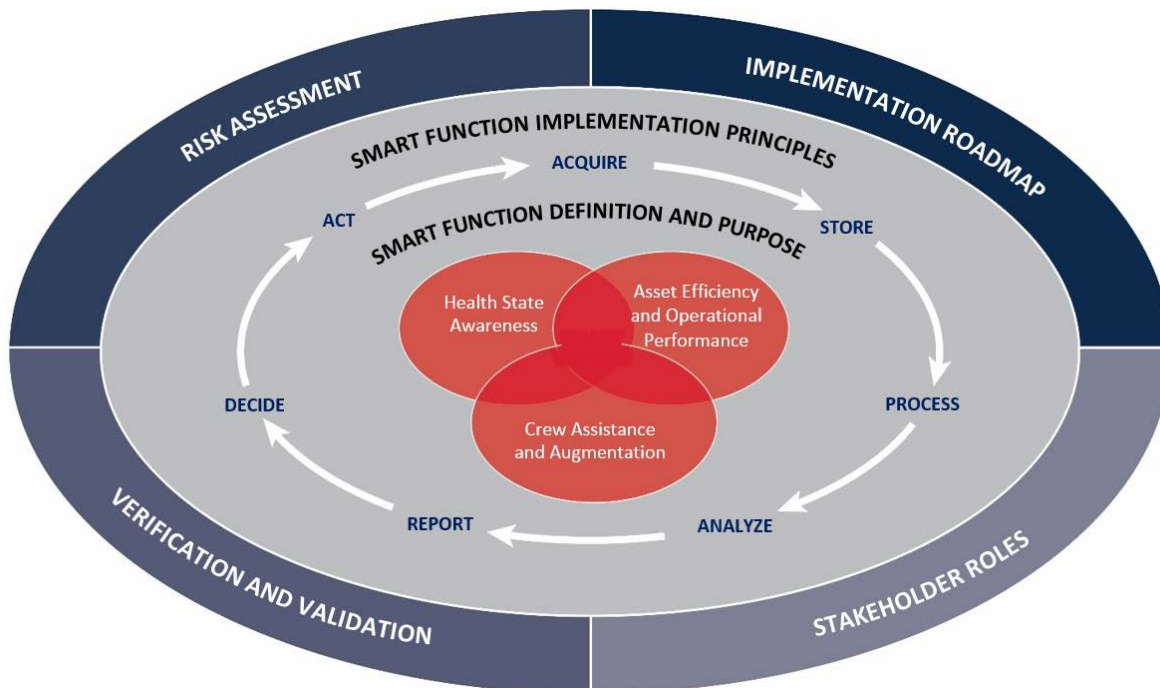 RISK ASSESSMENT
IMPLEMENTATION ROADMAP
SMART FUNCTION IMPLEMENTATION PRINCIPLES
ACQUIRE
ACT
STORE
SMART FUNCTION DEFINITION AND PURPOSE
Health State
Awareness
Asset Efficiency
and Operational
Performance
DECIDE
PROCESS
Crew Assistance
and Augmentation
REPORT
ANALYZE
VERIFICATION AND VALIDATION
STAKEHOLDER ROLES